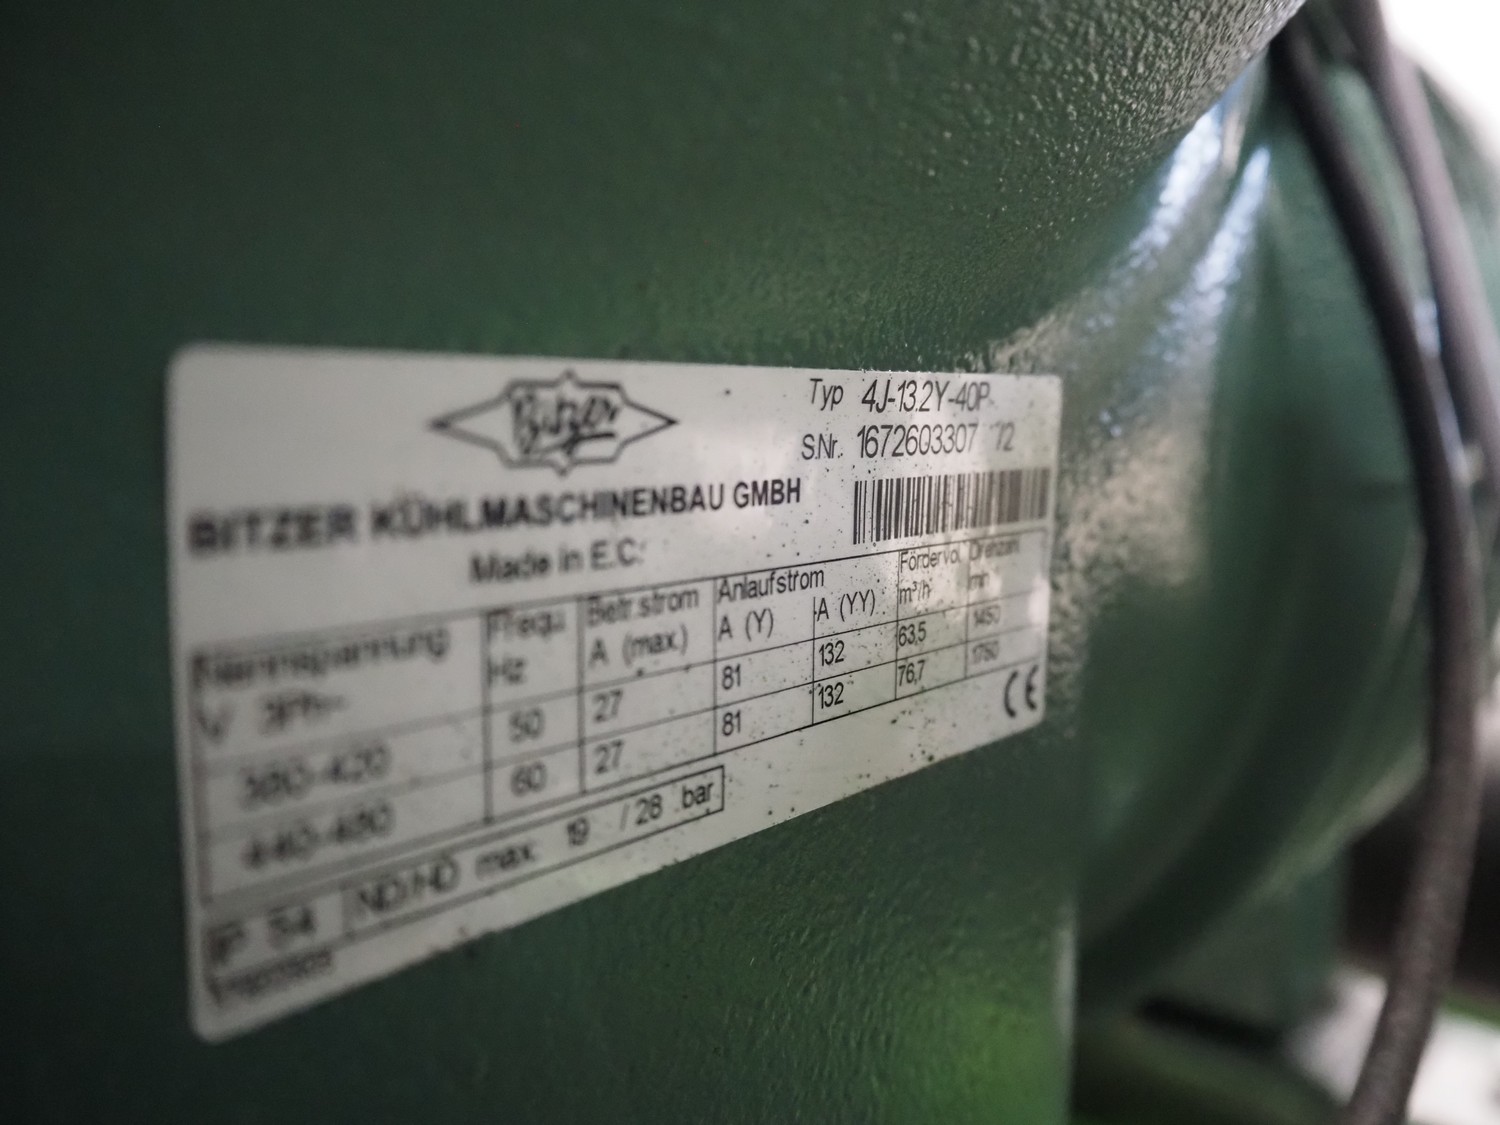 Bitzer
Typ 4J-13.2Y-40P
S.Nr. 1672603307 72
BITZER KÜHLMASCHINENBAU GMBH
Made in E.C.
Nennspannung Frequ. Betr.strom Anlaufstrom Fördervol. Drehzahl
V 3Ph~ Hz A (max.) A (Y) A (YY) m³/h min
380-420 50 27 81 132 63,5 1450
440-480 60 27 81 132 76,7 1750
IP 54 ND/HD max. 19 / 28 bar
CE